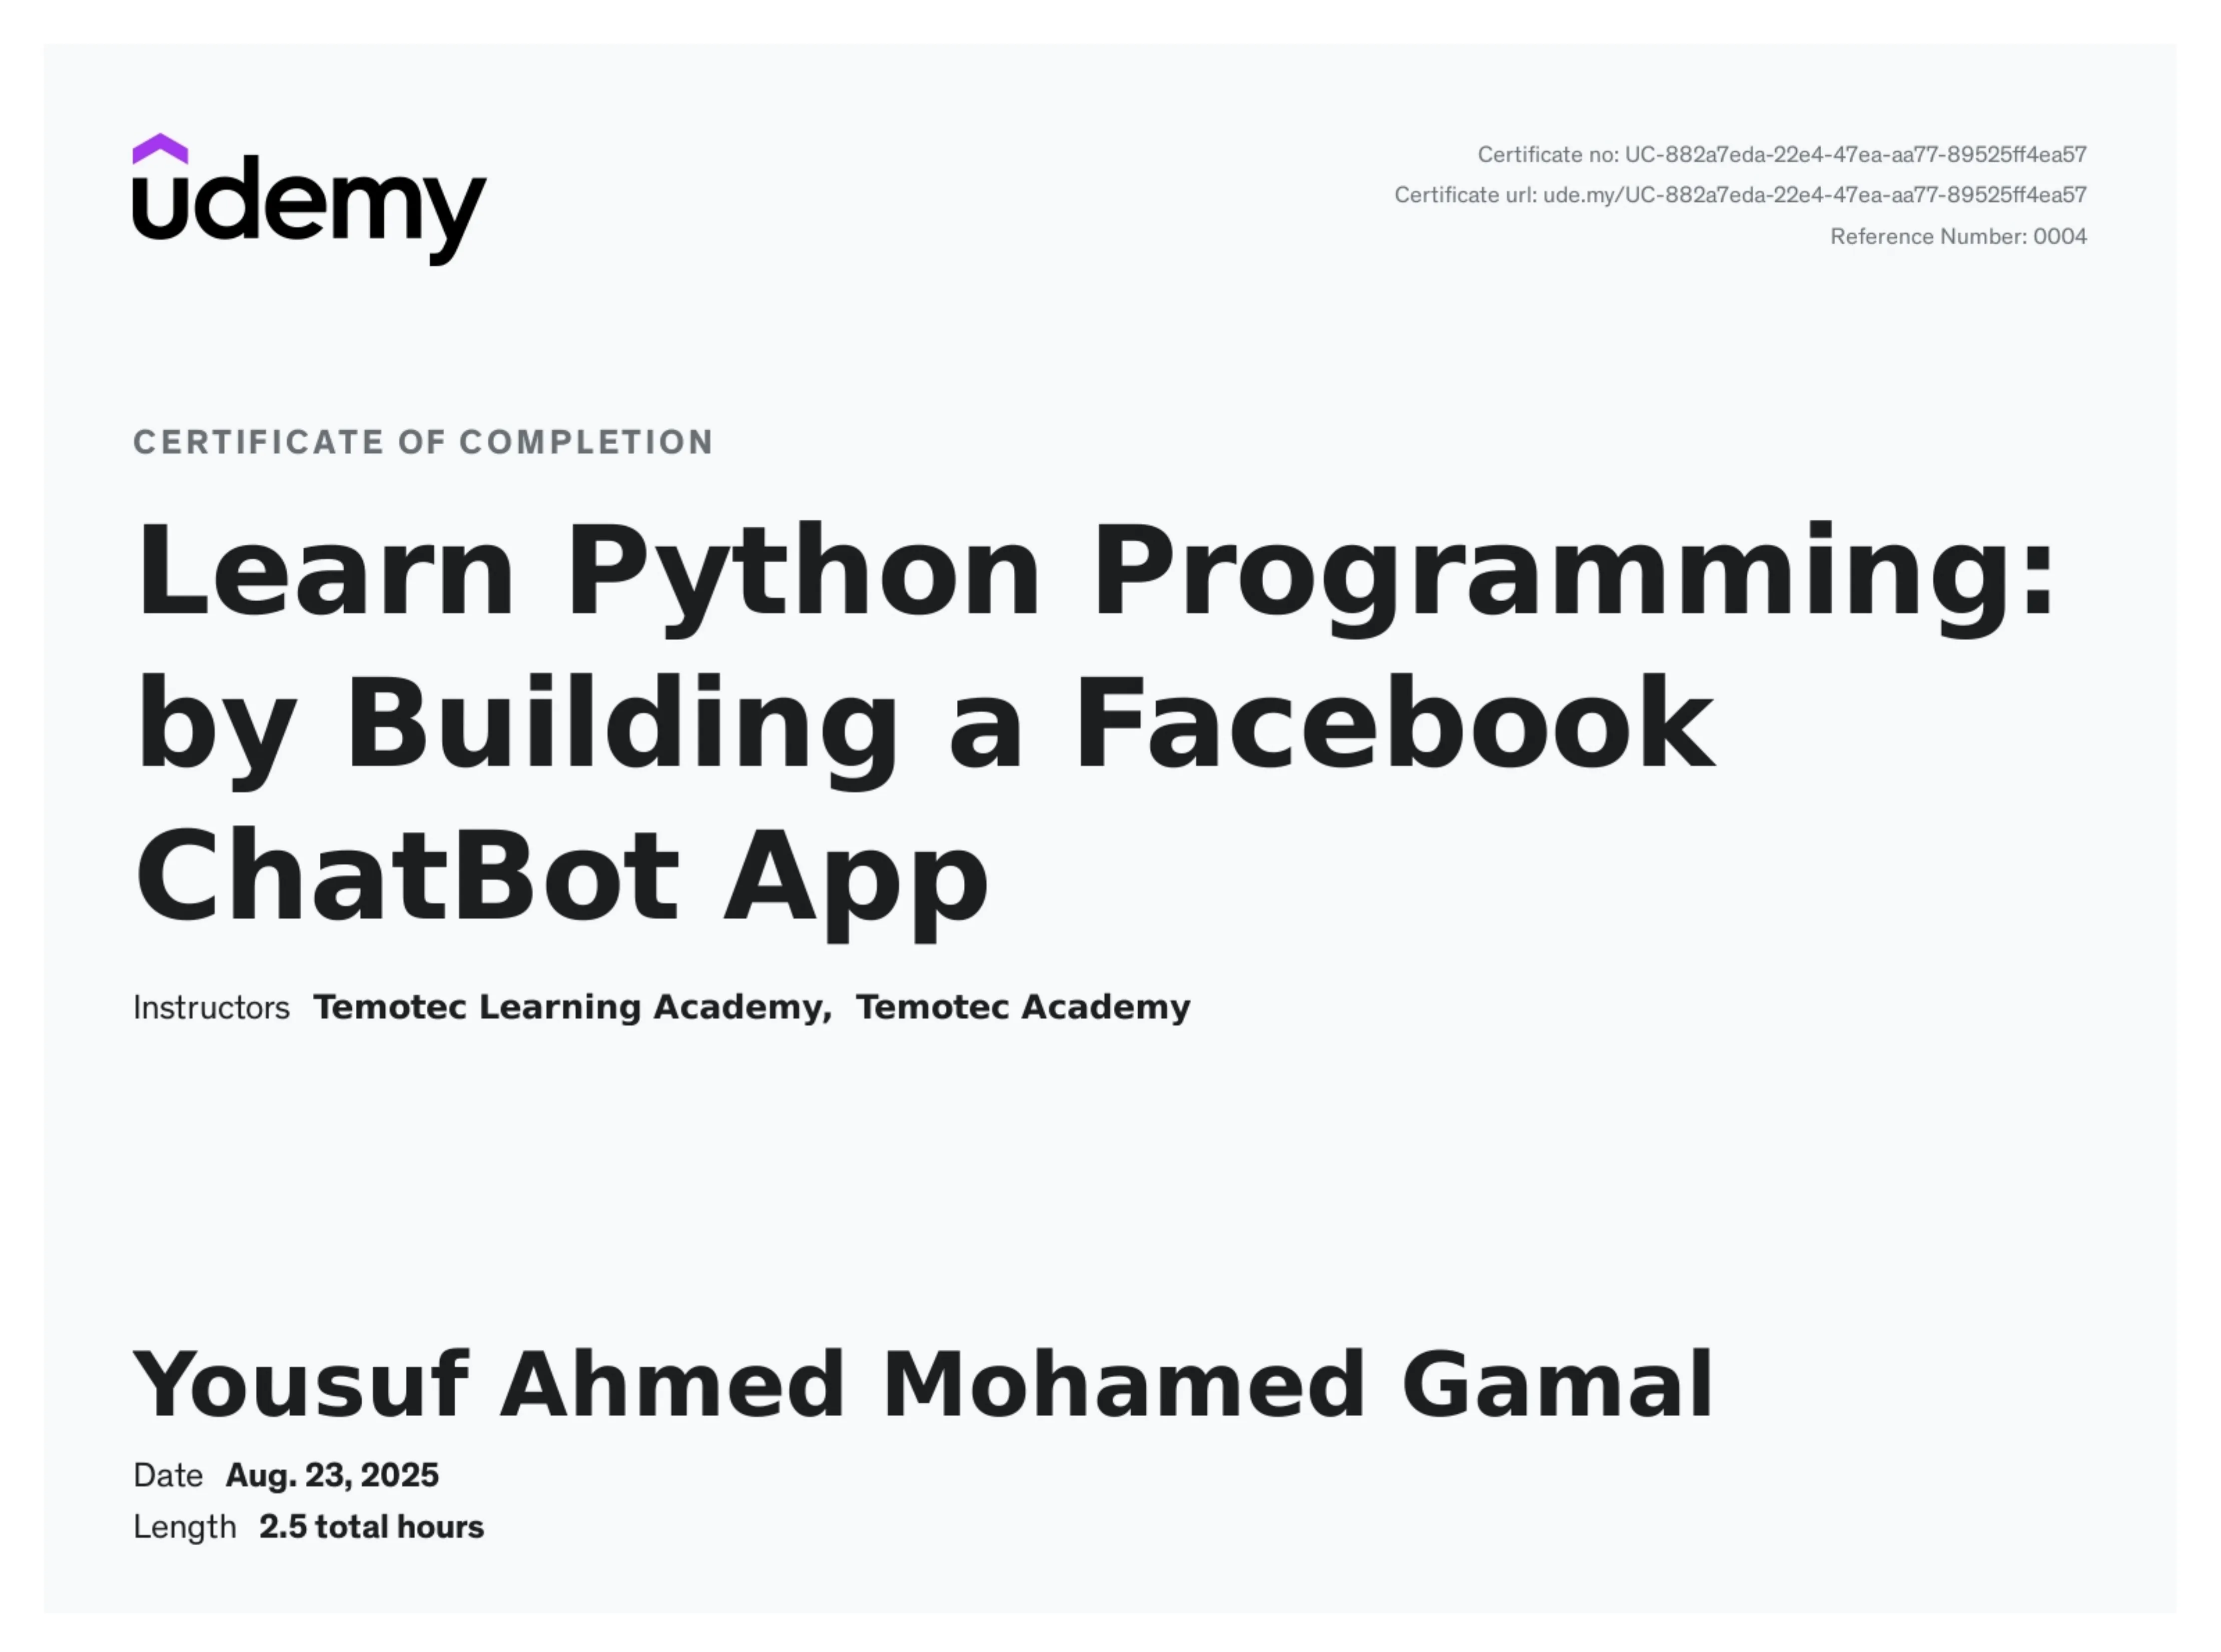 udemy
Certificate no: UC-882a7eda-22e4-47ea-aa77-89525ff4ea57
Certificate url: ude.my/UC-882a7eda-22e4-47ea-aa77-89525ff4ea57
Reference Number: 0004
CERTIFICATE OF COMPLETION
Learn Python Programming:
by Building a Facebook
ChatBot App
Instructors Temotec Learning Academy, Temotec Academy
Yousuf Ahmed Mohamed Gamal
Date Aug. 23, 2025
Length 2.5 total hours